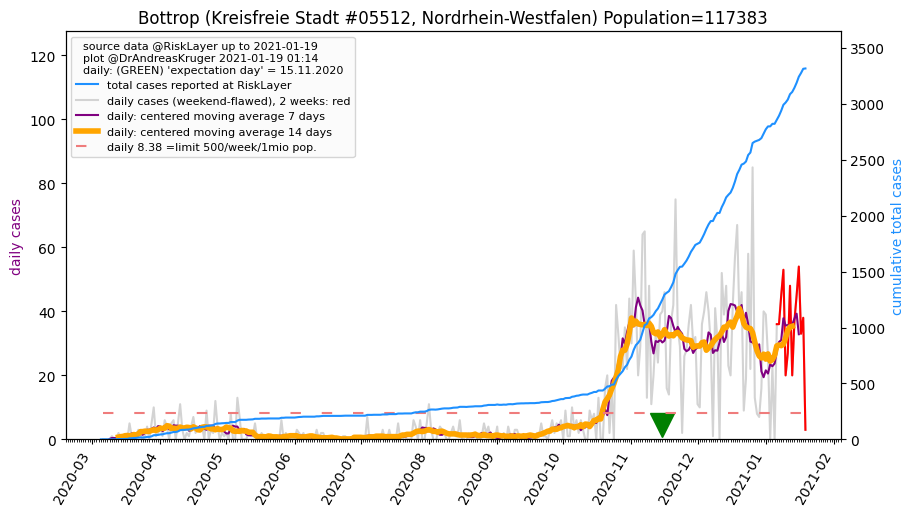 Bottrop (Kreisfreie Stadt #05512, Nordrhein-Westfalen) Population=117383
source data @RiskLayer up to 2021-01-19
plot @DrAndreasKruger 2021-01-19 01:14
daily: (GREEN) 'expectation day' = 15.11.2020
total cases reported at RiskLayer
daily cases (weekend-flawed), 2 weeks: red
daily: centered moving average 7 days
daily: centered moving average 14 days
daily 8.38 =limit 500/week/1mio pop.
daily cases
120
100
80
60
40
20
0
cumulative total cases
3500
3000
2500
2000
1500
1000
500
0
2020-03
2020-04
2020-05
2020-06
2020-07
2020-08
2020-09
2020-10
2020-11
2020-12
2021-01
2021-02